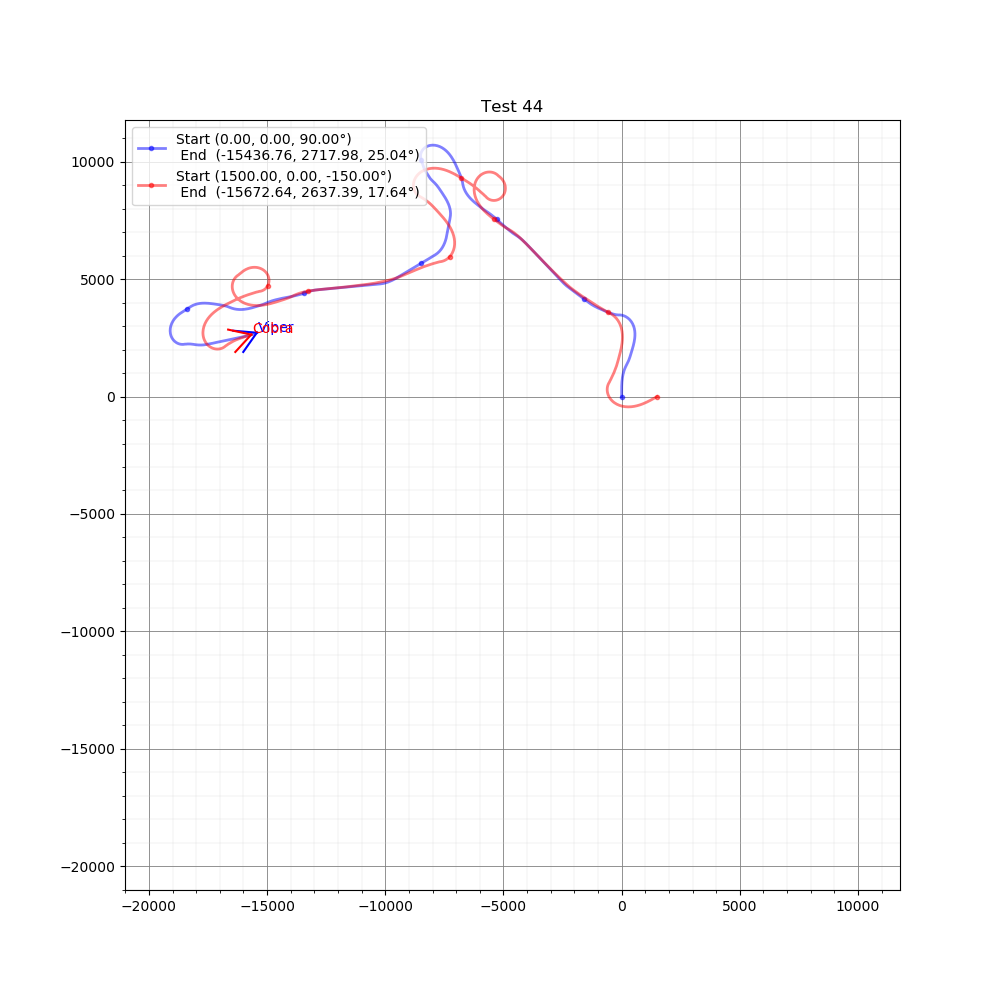 Test 44
Start (0.00, 0.00, 90.00°)
End (-15436.76, 2717.98, 25.04°)
Start (1500.00, 0.00, -150.00°)
End (-15672.64, 2637.39, 17.64°)
10000
5000
0
−5000
−10000
−15000
−20000
Viper
Cobra
−20000 −15000 −10000 −5000 0 5000 10000